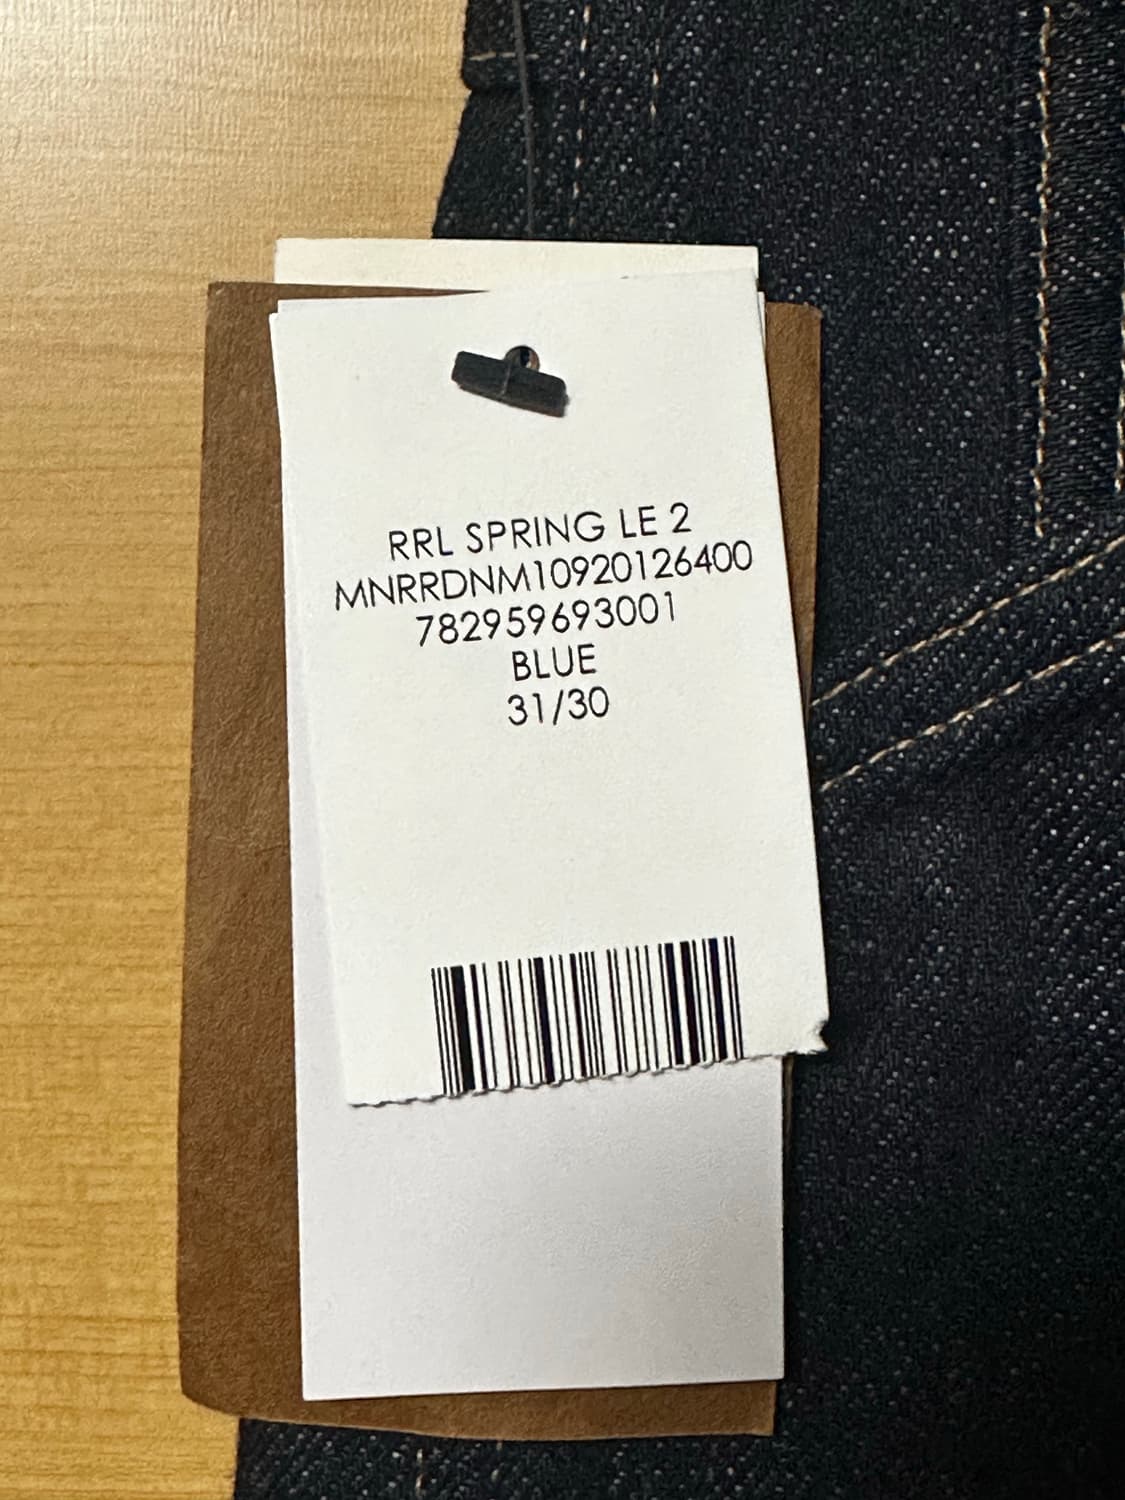 RRL SPRING LE 2
MNRRDNM10920126400
782959693001
BLUE
31/30